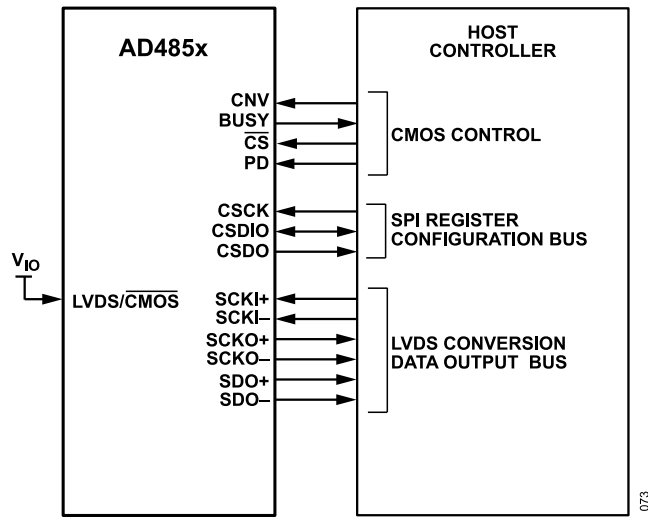 AD485x
HOST
CONTROLLER
CNV
BUSY
CS
PD
CMOS CONTROL
CSCK
CSDIO
CSDO
SPI REGISTER
CONFIGURATION BUS
VIO
LVDS/CMOS
SCKI+
SCKI–
SCKO+
SCKO–
SDO+
SDO–
LVDS CONVERSION
DATA OUTPUT BUS
073